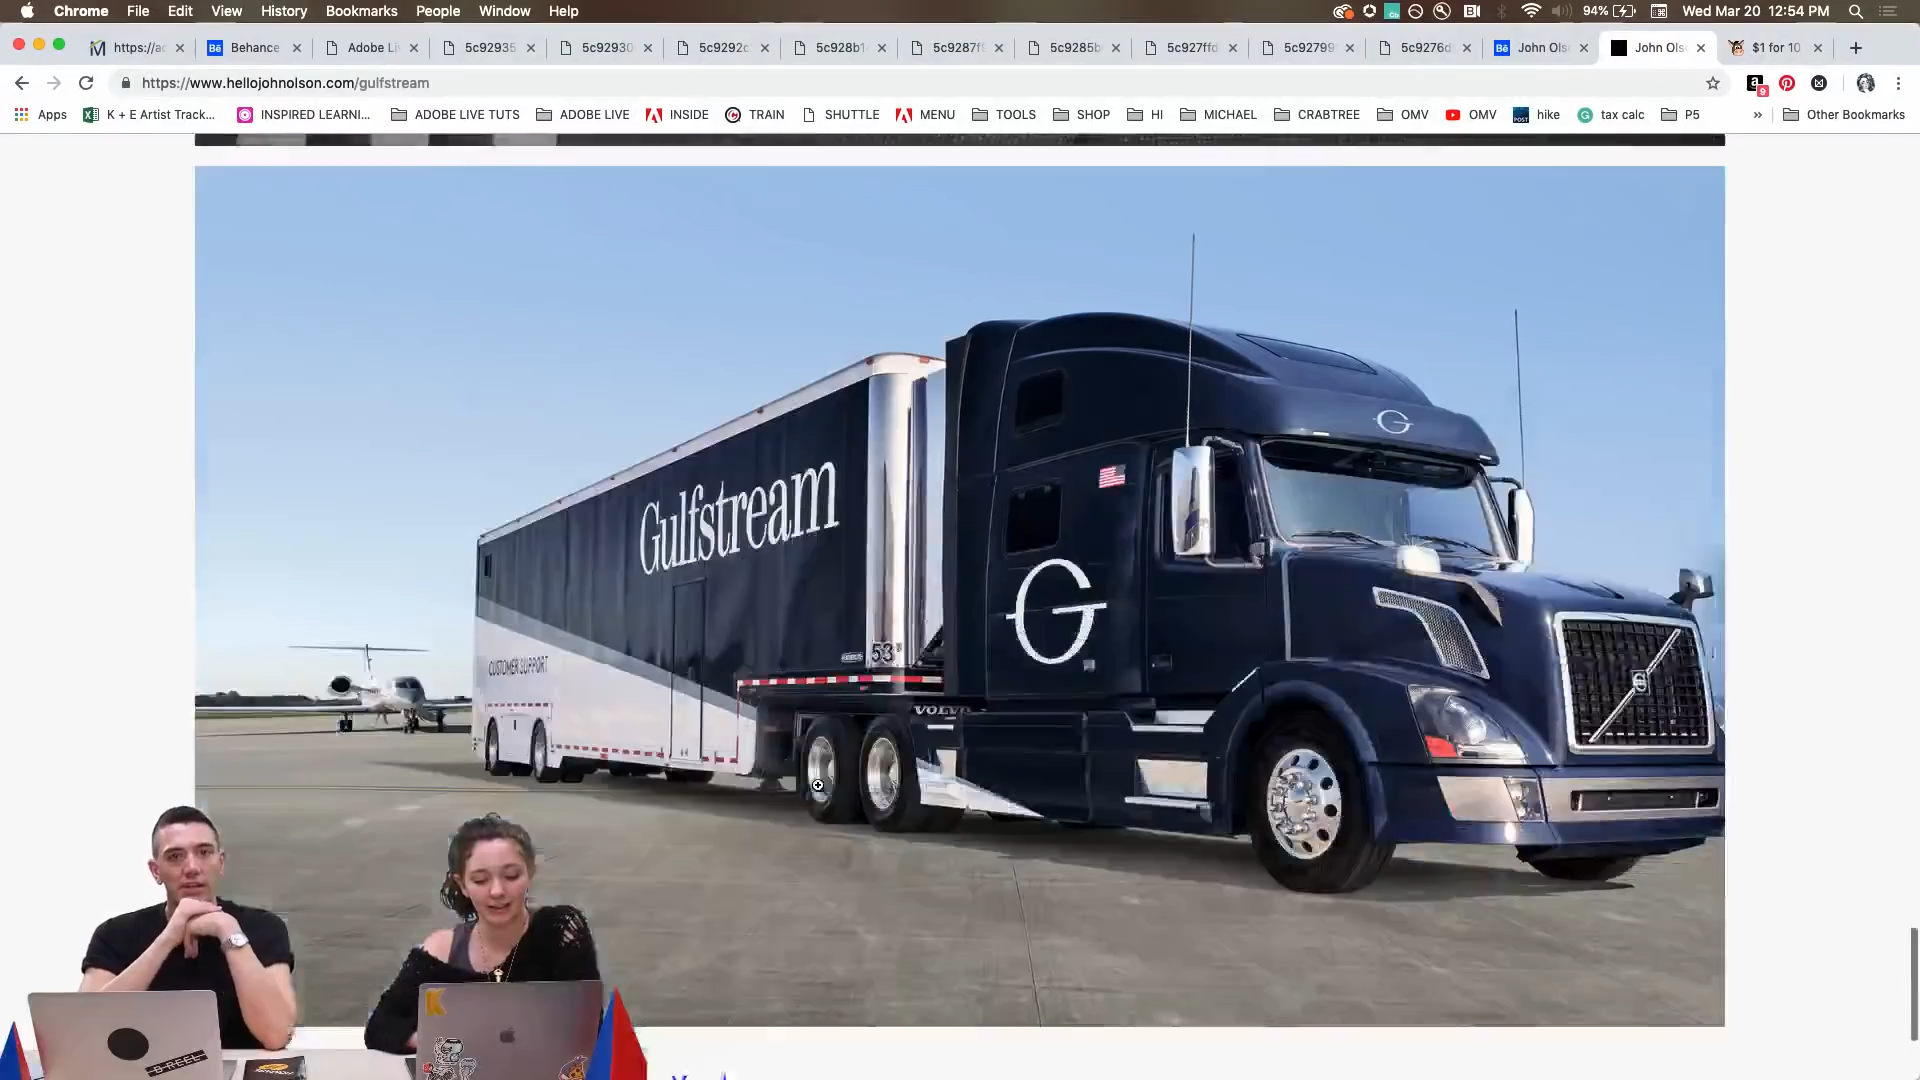 Chrome File Edit View History Bookmarks People Window Help 94% Wed Mar 20 12:54 PM
https://ac Behance Adobe Li 5c92935 5c92930 5c9292c 5c928b1 5c9287f 5c9285b 5c927ffd 5c92799 5c9276d John Ols John Ols $1 for 10
https://www.hellojohnolson.com/gulfstream
Apps K + E Artist Track... INSPIRED LEARNI... ADOBE LIVE TUTS ADOBE LIVE INSIDE TRAIN SHUTTLE MENU TOOLS SHOP HI MICHAEL CRABTREE OMV OMV hike tax calc P5 » Other Bookmarks
G
Gulfstream
G
53'
CUSTOMER SUPPORT
VOLVO
K
B-REEL